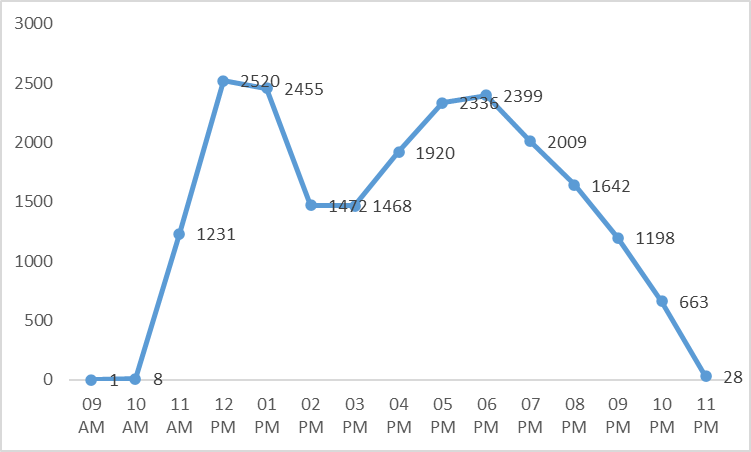 3000
2500
2000
1500
1000
500
0
2520
2455
2336
2399
1920
2009
1642
1472
1468
1231
1198
663
1
8
28
09 AM
10 AM
11 AM
12 PM
01 PM
02 PM
03 PM
04 PM
05 PM
06 PM
07 PM
08 PM
09 PM
10 PM
11 PM